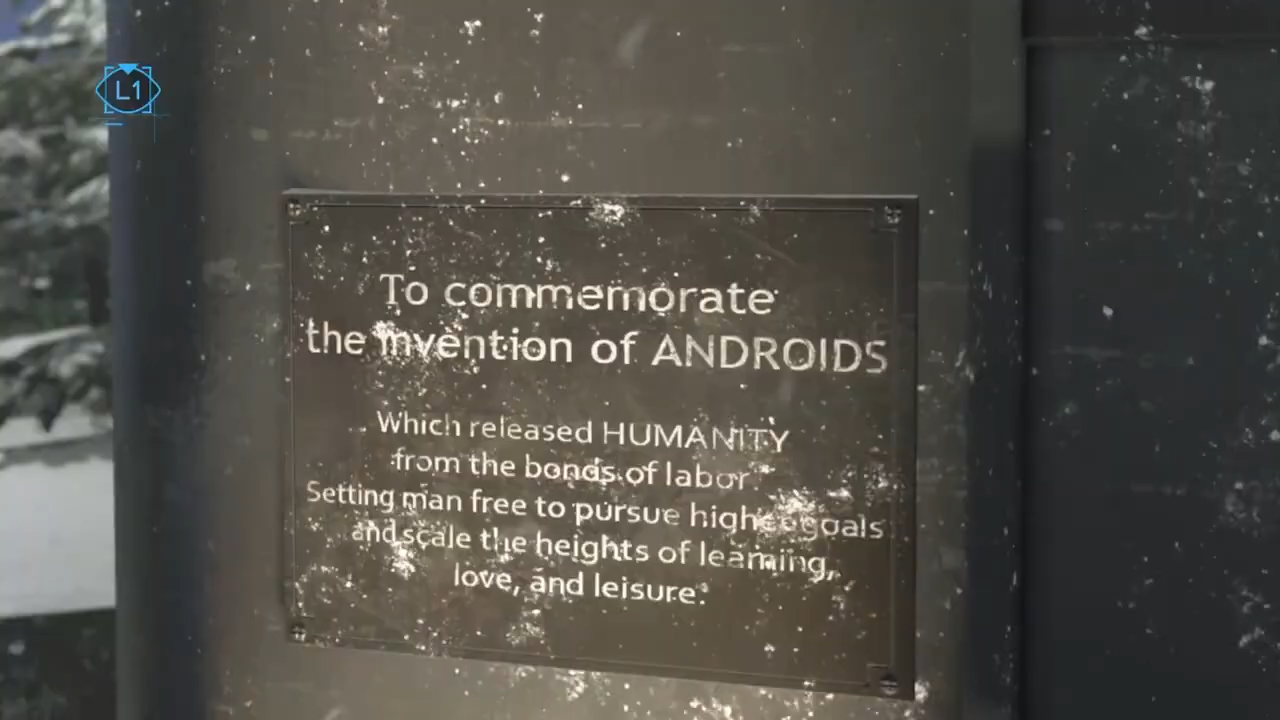 L1
To commemorate
the invention of ANDROIDS
Which released HUMANITY
from the bonds of labor
Setting man free to pursue higher goals
and scale the heights of learning,
love, and leisure.